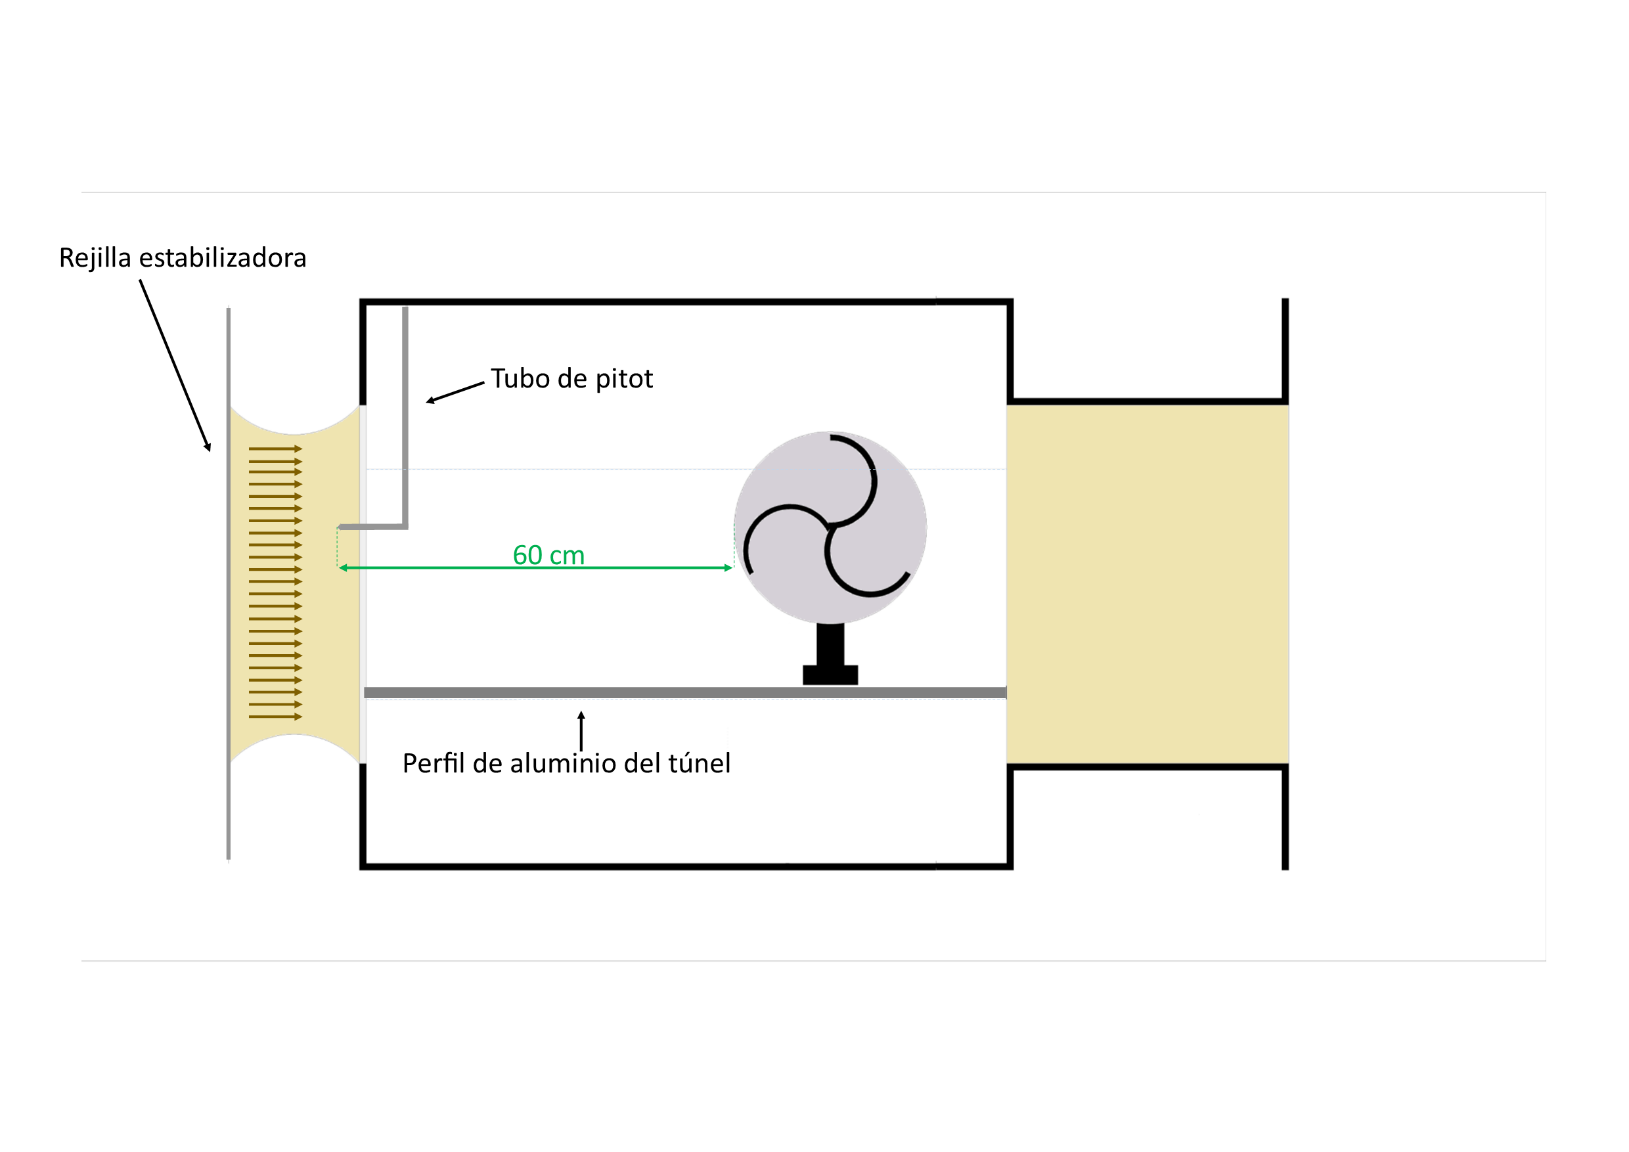 Rejilla estabilizadora
Tubo de pitot
60 cm
Perfil de aluminio del túnel